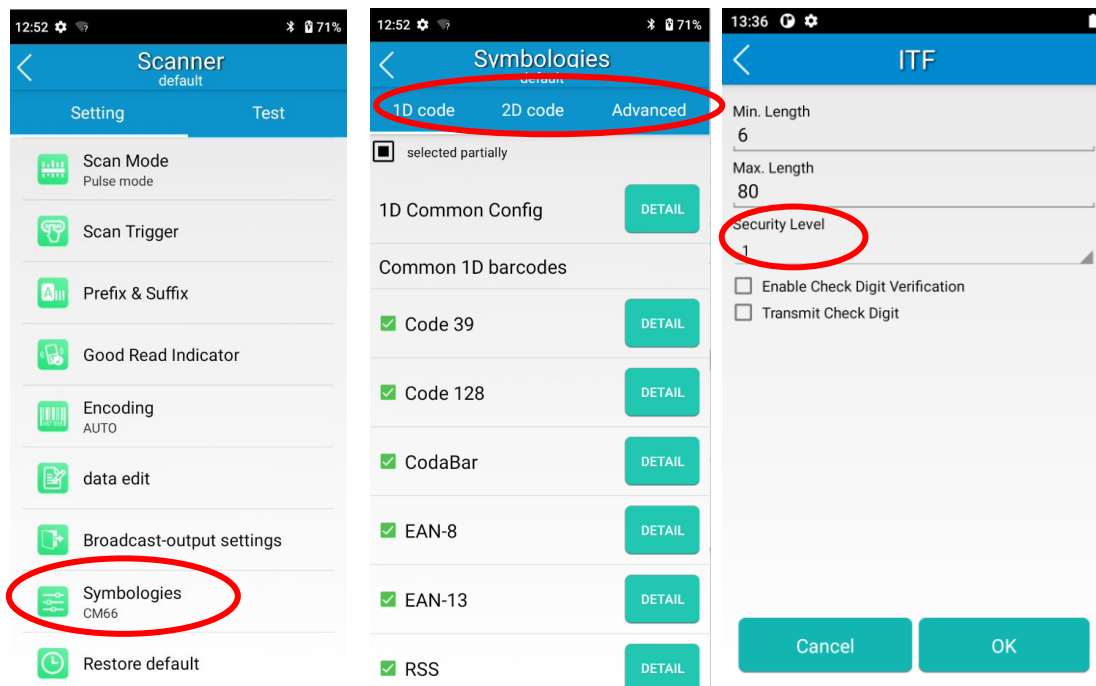 12:52 71%
Scanner
default
Setting Test
Scan Mode
Pulse mode
Scan Trigger
Prefix & Suffix
Good Read Indicator
Encoding
AUTO
data edit
Broadcast-output settings
Symbologies
CM66
Restore default
12:52 71%
Symbologies
default
1D code 2D code Advanced
selected partially
1D Common Config DETAIL
Common 1D barcodes
Code 39 DETAIL
Code 128 DETAIL
CodaBar DETAIL
EAN-8 DETAIL
EAN-13 DETAIL
RSS DETAIL
13:36
ITF
Min. Length
6
Max. Length
80
Security Level
1
Enable Check Digit Verification
Transmit Check Digit
Cancel OK